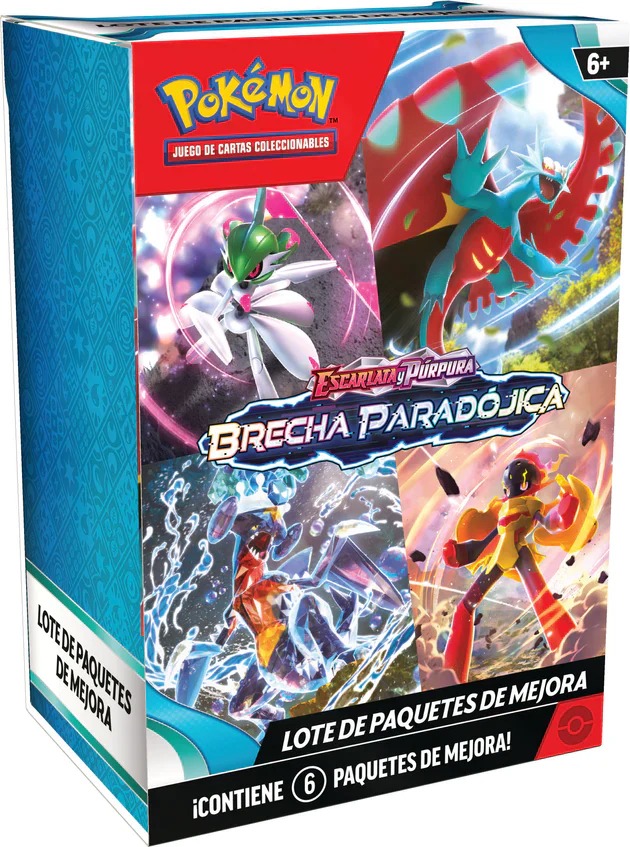 POKÉMON
TM
JUEGO DE CARTAS COLECCIONABLES
6+
ESCARLATA y PÚRPURA
BRECHA PARADÓJICA
LOTE DE PAQUETES
DE MEJORA
LOTE DE PAQUETES DE MEJORA
¡CONTIENE 6 PAQUETES DE MEJORA!